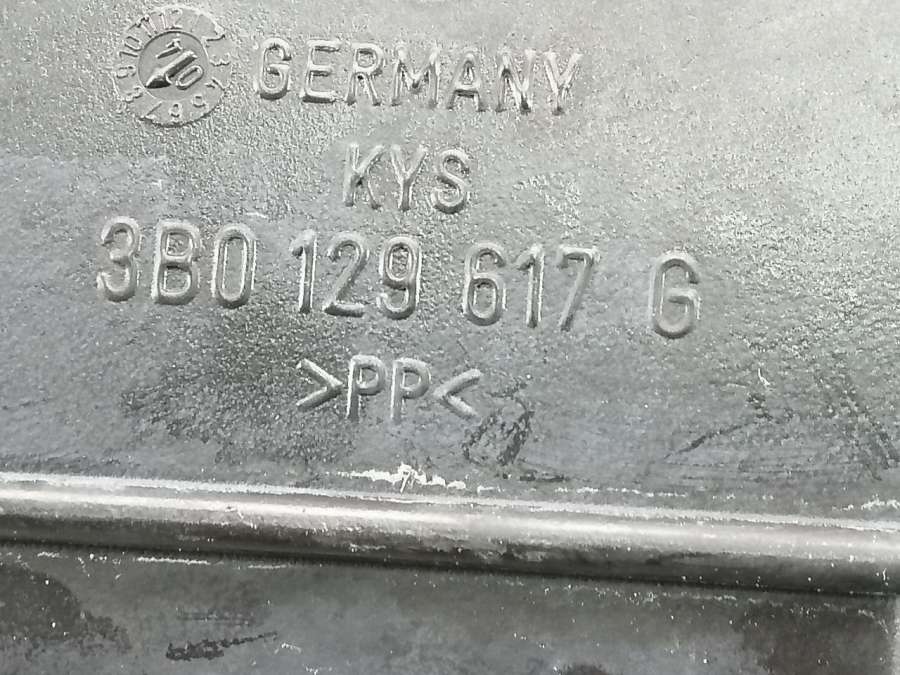 GERMANY
KYS
3B0 129 617 G
>PP<